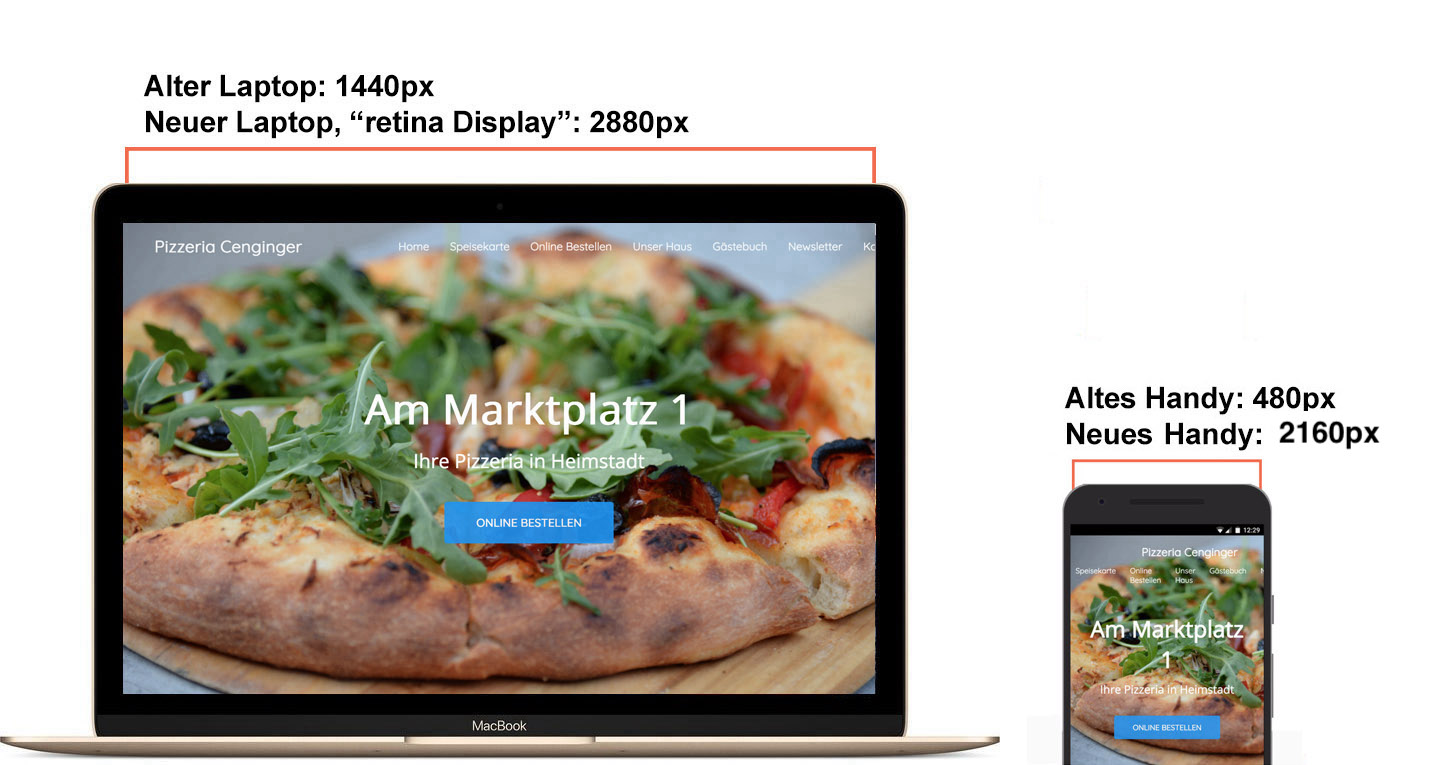 Alter Laptop: 1440px
Neuer Laptop, “retina Display”: 2880px
Pizzeria Cenginger
Home Speisekarte Online Bestellen Unser Haus Gästebuch Newsletter Ko
Am Marktplatz 1
Ihre Pizzeria in Heimstadt
ONLINE BESTELLEN
MacBook
Altes Handy: 480px
Neues Handy: 2160px
12:29
Pizzeria Cenginger
Speisekarte Online Unser Gästebuch
Bestellen Haus
Am Marktplatz
1
Ihre Pizzeria in Heimstadt
ONLINE BESTELLEN